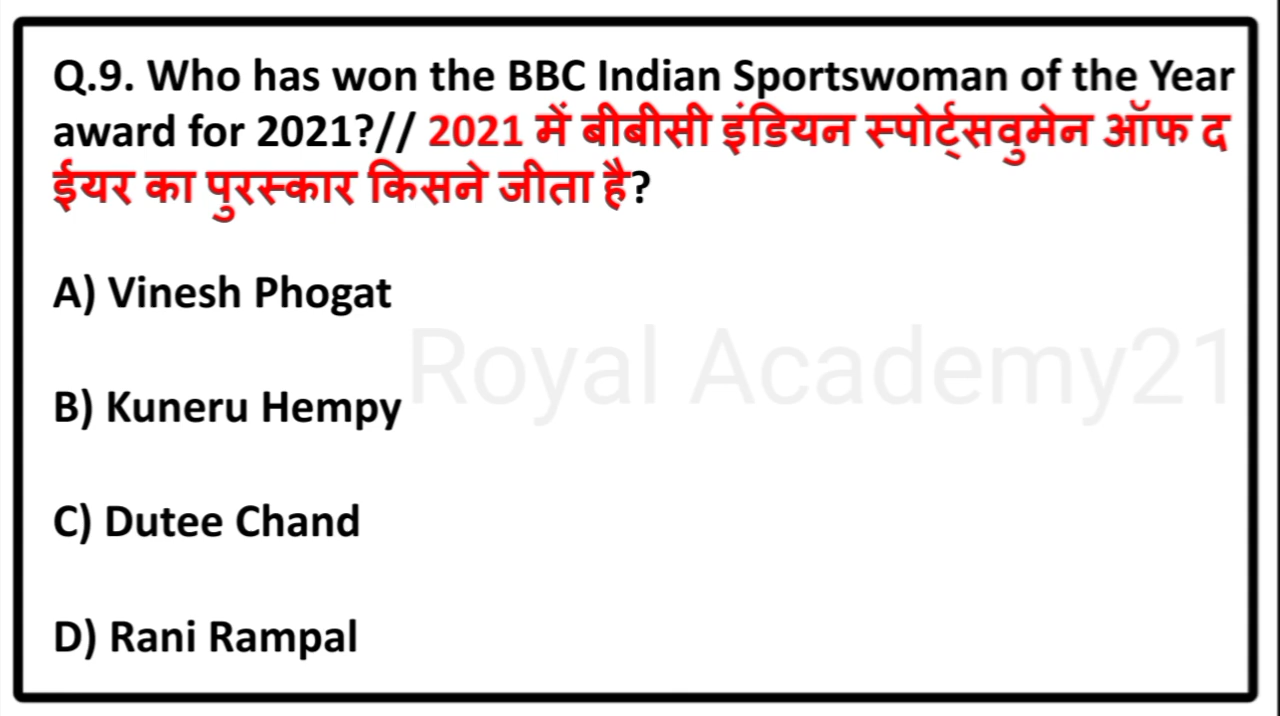 Q.9. Who has won the BBC Indian Sportswoman of the Year
award for 2021?// 2021 में बीबीसी इंडियन स्पोर्ट्सवुमेन ऑफ द
ईयर का पुरस्कार किसने जीता है?
A) Vinesh Phogat
Royal Academy21
B) Kuneru Hempy
C) Dutee Chand
D) Rani Rampal